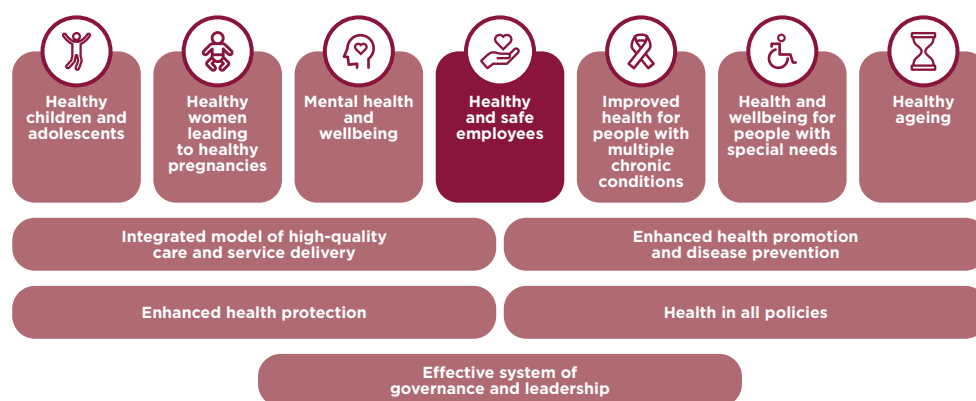 Healthy
children and
adolescents
Healthy
women
leading
to healthy
pregnancies
Mental health
and
wellbeing
Healthy
and safe
employees
Improved
health for
people with
multiple
chronic
conditions
Health and
wellbeing for
people with
special needs
Healthy
ageing
Integrated model of high-quality
care and service delivery
Enhanced health promotion
and disease prevention
Enhanced health protection
Health in all policies
Effective system of
governance and leadership